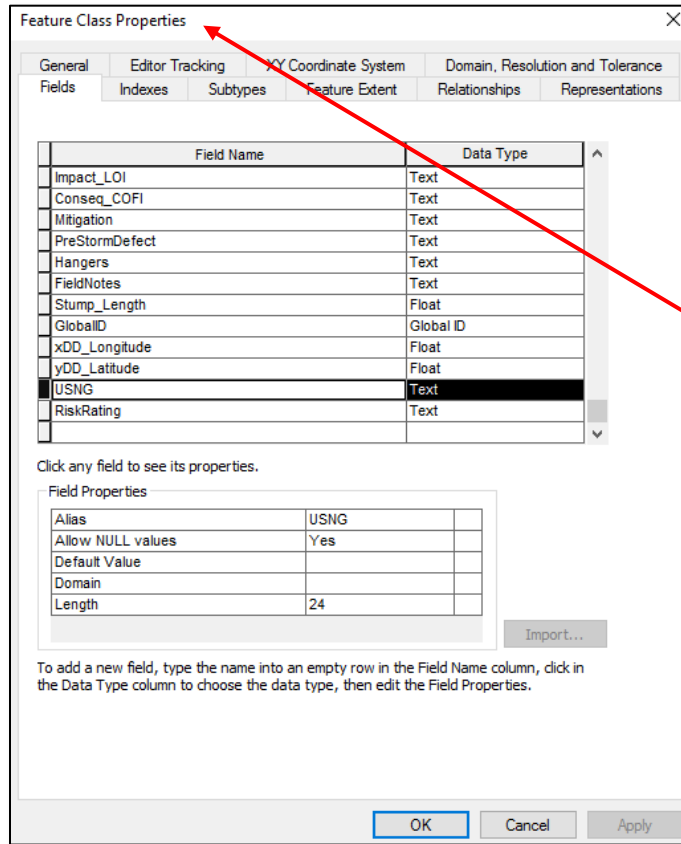 Feature Class Properties
General Editor Tracking XY Coordinate System Domain, Resolution and Tolerance
Fields Indexes Subtypes Feature Extent Relationships Representations
Field Name Data Type
Impact_LOI Text
Conseq_COFI Text
Mitigation Text
PreStormDefect Text
Hangers Text
FieldNotes Text
Stump_Length Float
GlobalID Global ID
xDD_Longitude Float
yDD_Latitude Float
USNG Text
RiskRating Text
Click any field to see its properties.
Field Properties
Alias USNG
Allow NULL values Yes
Default Value
Domain
Length 24
Import...
To add a new field, type the name into an empty row in the Field Name column, click in
the Data Type column to choose the data type, then edit the Field Properties.
OK Cancel Apply